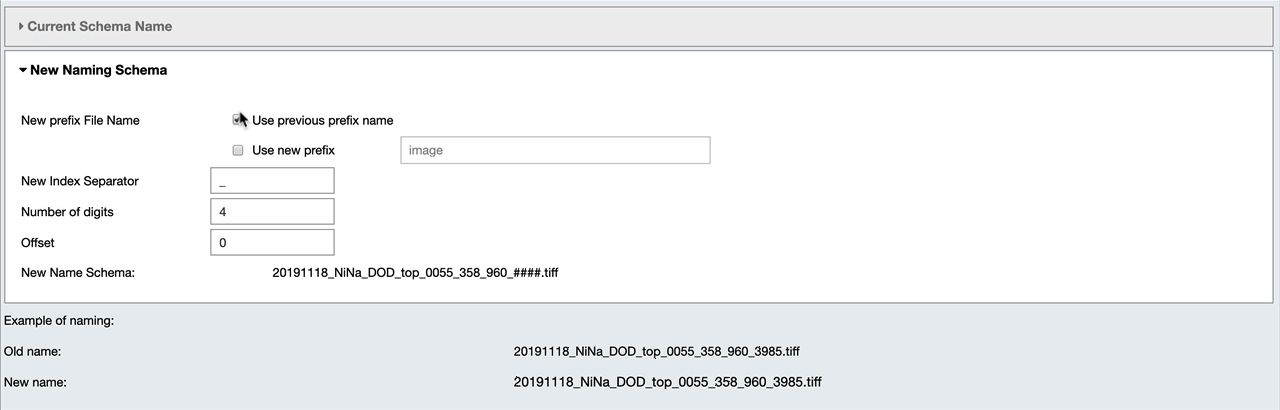 Current Schema Name
New Naming Schema
New prefix File Name Use previous prefix name
Use new prefix image
New Index Separator _
Number of digits 4
Offset 0
New Name Schema: 20191118_NiNa_DOD_top_0055_358_960_####.tiff
Example of naming:
Old name: 20191118_NiNa_DOD_top_0055_358_960_3985.tiff
New name: 20191118_NiNa_DOD_top_0055_358_960_3985.tiff